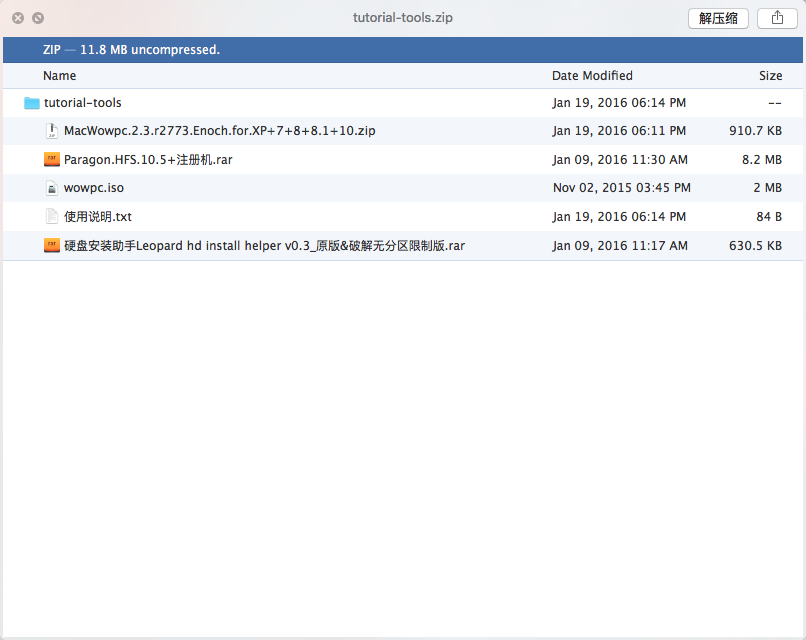 tutorial-tools.zip
解压缩
ZIP — 11.8 MB uncompressed.
Name Date Modified Size
tutorial-tools Jan 19, 2016 06:14 PM --
MacWowpc.2.3.r2773.Enoch.for.XP+7+8+8.1+10.zip Jan 19, 2016 06:11 PM 910.7 KB
Paragon.HFS.10.5+注册机.rar Jan 09, 2016 11:30 AM 8.2 MB
wowpc.iso Nov 02, 2015 03:45 PM 2 MB
使用说明.txt Jan 19, 2016 06:14 PM 84 B
硬盘安装助手Leopard hd install helper v0.3_原版&破解无分区限制版.rar Jan 09, 2016 11:17 AM 630.5 KB